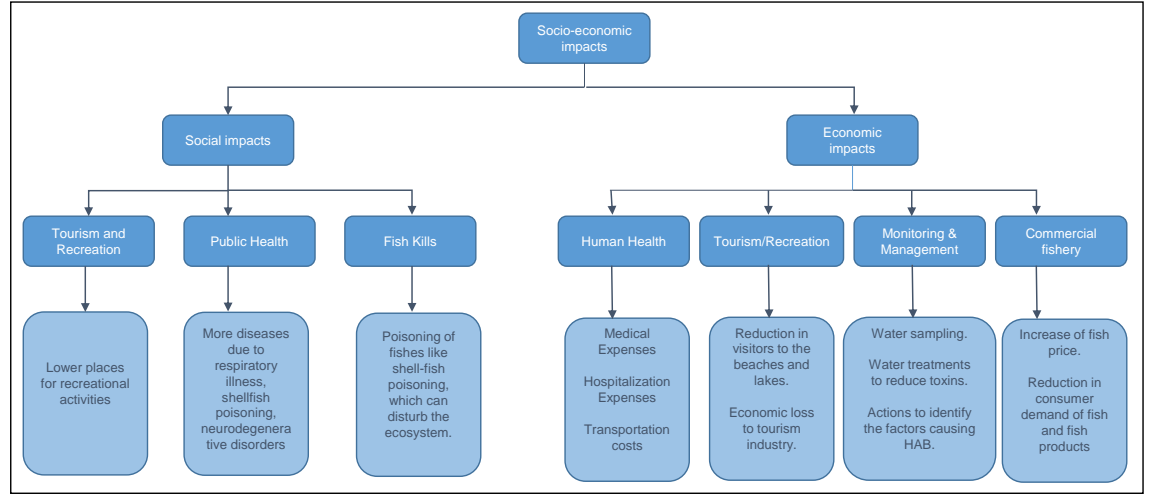 Socio-economic
impacts
Social impacts
Economic
impacts
Tourism and
Recreation
Public Health
Fish Kills
Human Health
Tourism/Recreation
Monitoring &
Management
Commercial
fishery
Lower places
for recreational
activities
More diseases
due to
respiratory
illness,
shellfish
poisoning,
neurodegenera
tive disorders
Poisoning of
fishes like
shell-fish
poisoning,
which can
disturb the
ecosystem.
Medical
Expenses
Hospitalization
Expenses
Transportation
costs
Reduction in
visitors to the
beaches and
lakes.
Economic loss
to tourism
industry.
Water sampling.
Water treatments
to reduce toxins.
Actions to identify
the factors causing
HAB.
Increase of fish
price.
Reduction in
consumer
demand of fish
and fish
products